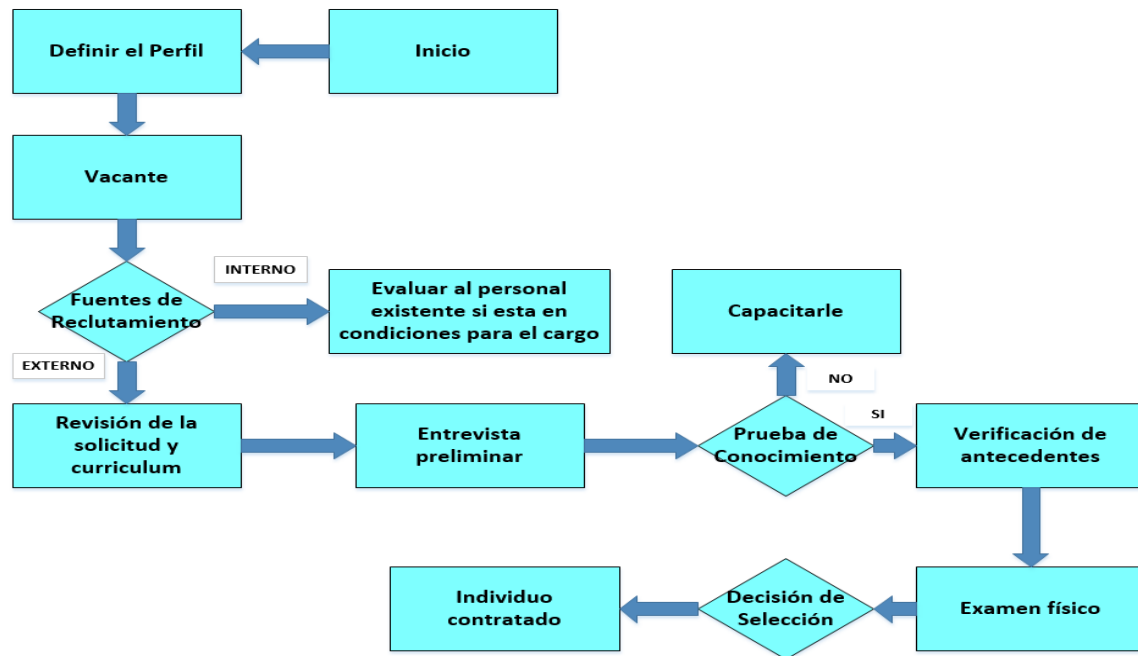 Inicio
Definir el Perfil
Vacante
Fuentes de
Reclutamiento
INTERNO
Evaluar al personal
existente si esta en
condiciones para el cargo
EXTERNO
Revisión de la
solicitud y
curriculum
Entrevista
preliminar
Prueba de
Conocimiento
NO
Capacitarle
SI
Verificación de
antecedentes
Examen físico
Decisión de
Selección
Individuo
contratado